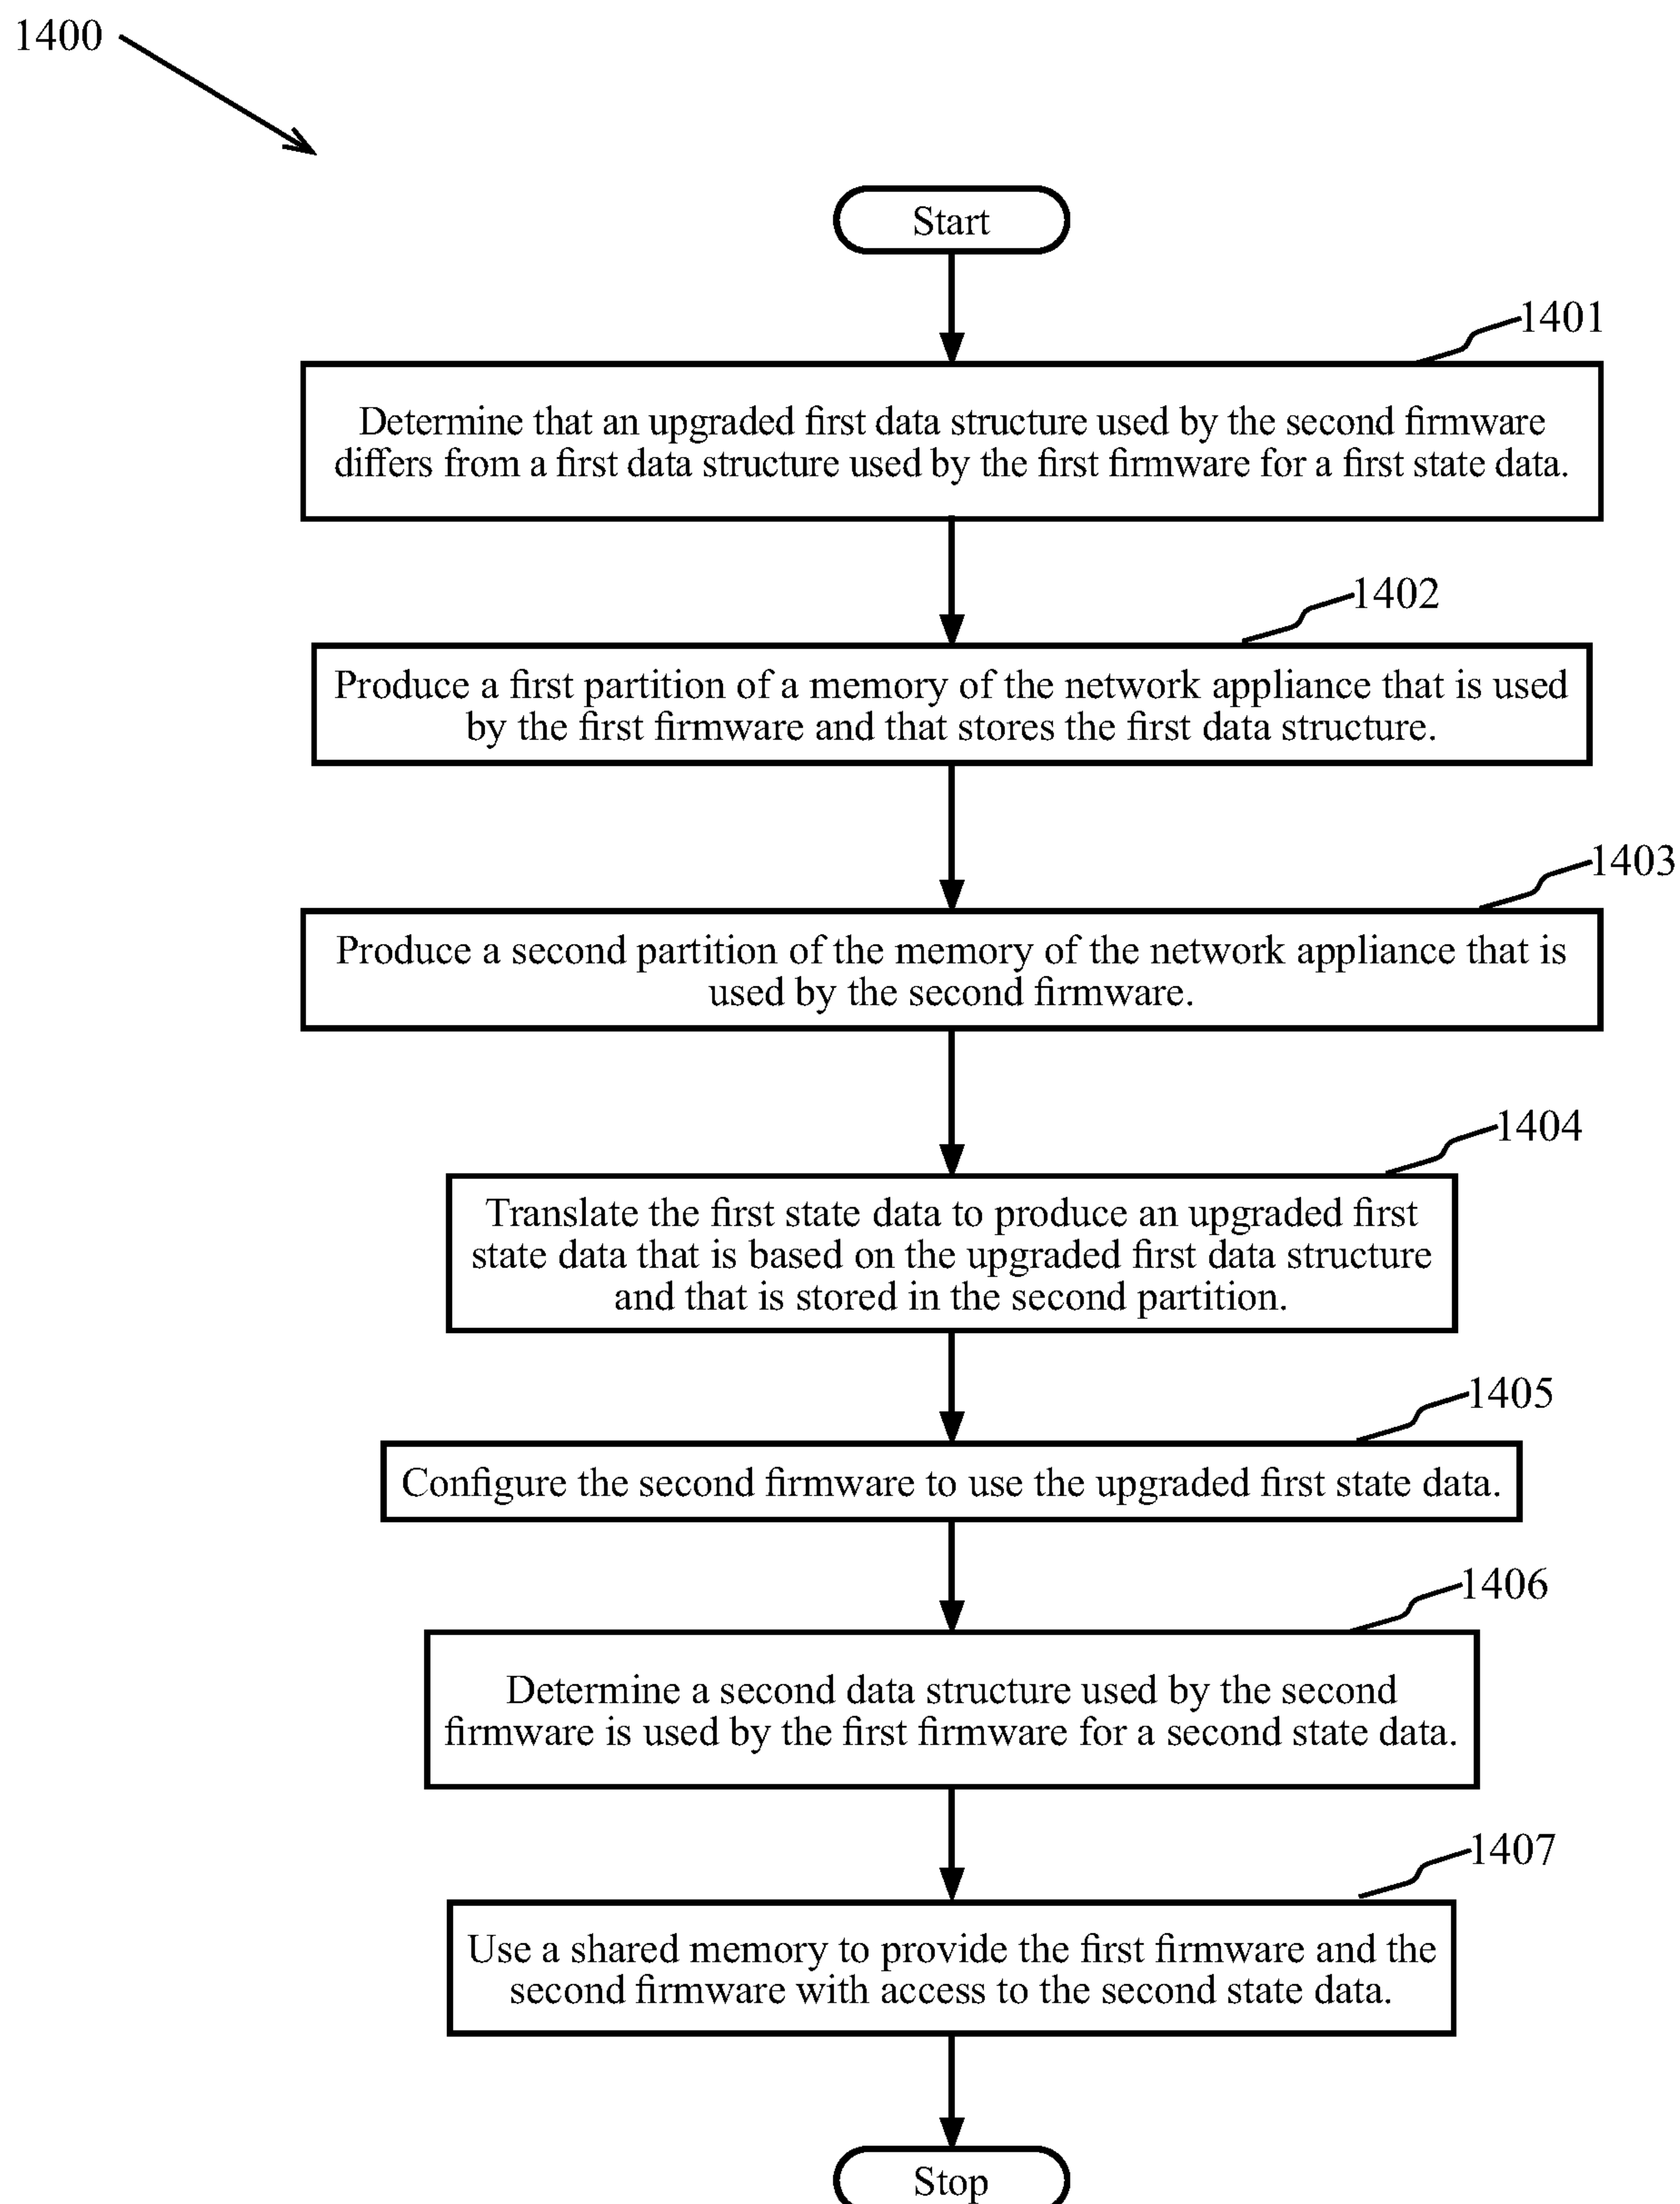 1400
Start
1401
Determine that an upgraded first data structure used by the second firmware
differs from a first data structure used by the first firmware for a first state data.
1402
Produce a first partition of a memory of the network appliance that is used
by the first firmware and that stores the first data structure.
1403
Produce a second partition of the memory of the network appliance that is
used by the second firmware.
1404
Translate the first state data to produce an upgraded first
state data that is based on the upgraded first data structure
and that is stored in the second partition.
1405
Configure the second firmware to use the upgraded first state data.
1406
Determine a second data structure used by the second
firmware is used by the first firmware for a second state data.
1407
Use a shared memory to provide the first firmware and the
second firmware with access to the second state data.
Stop